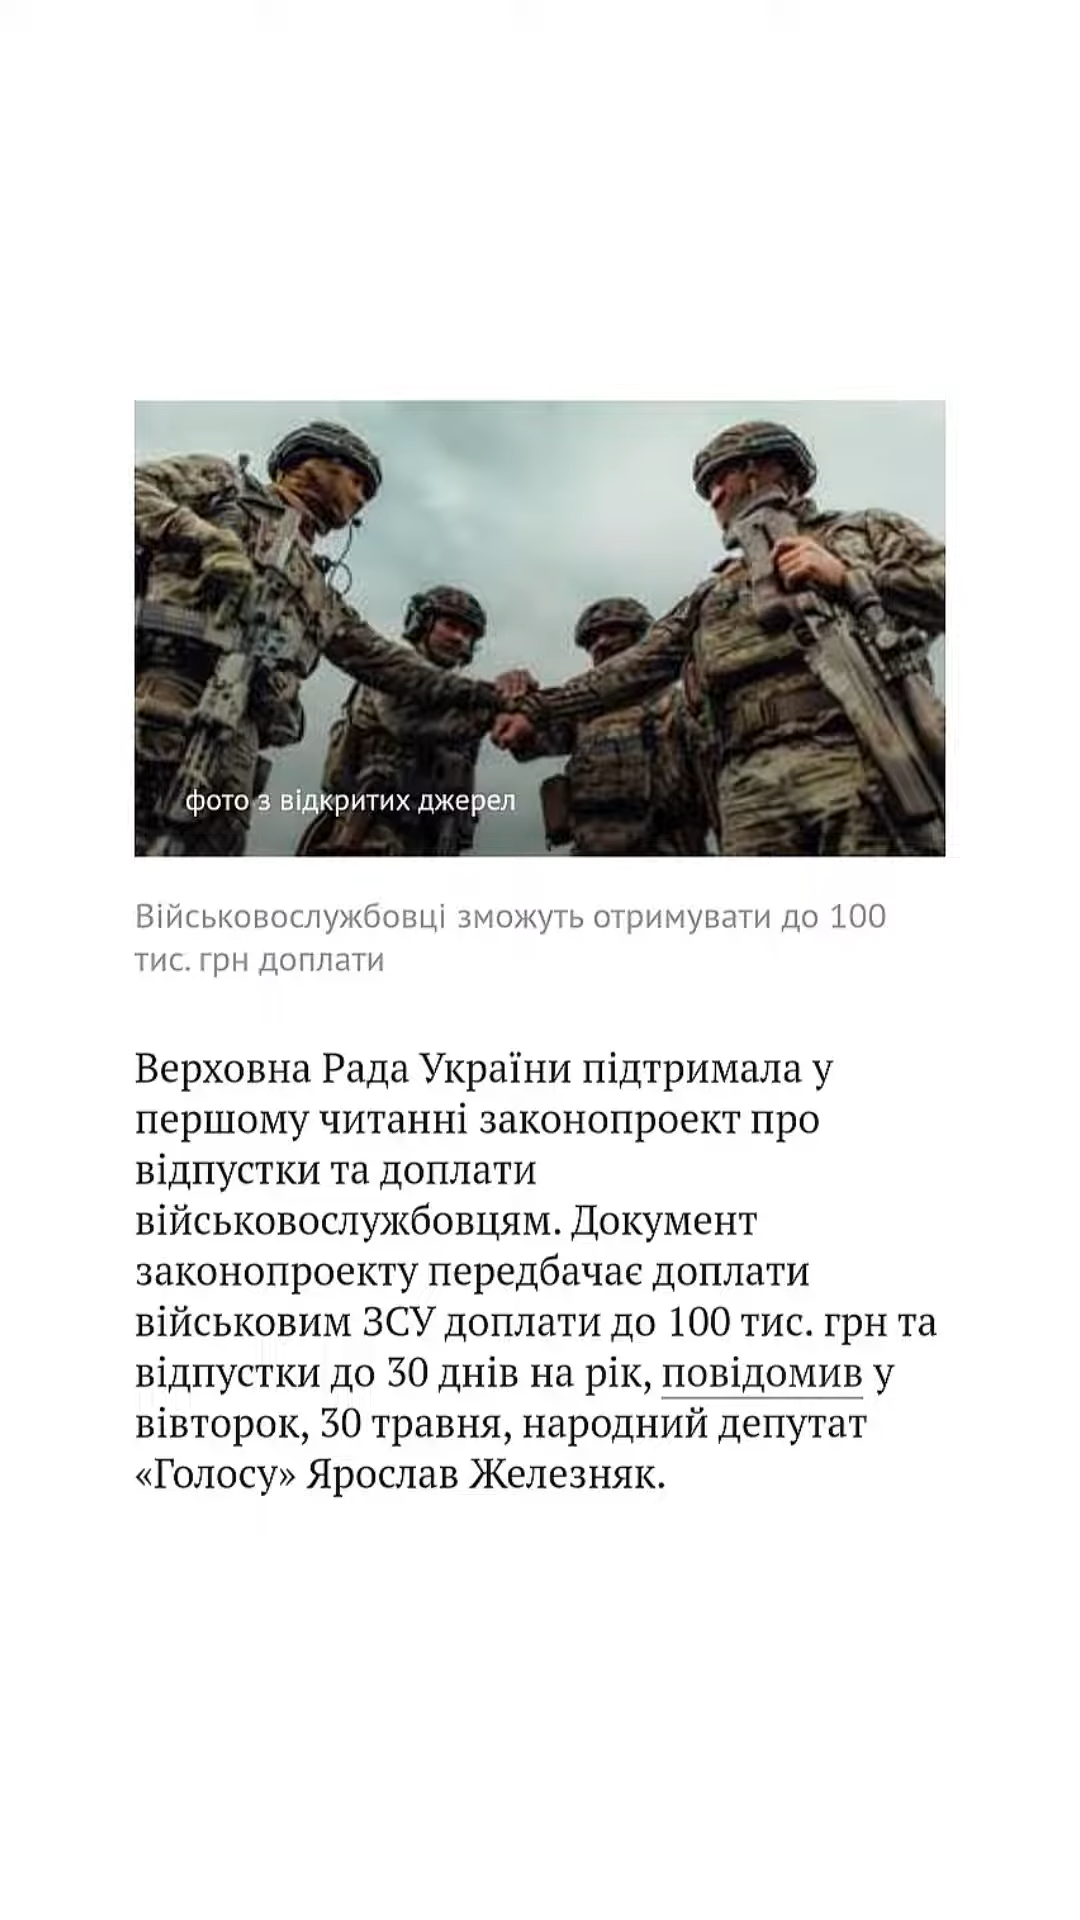 фото з відкритих джерел
Військовослужбовці зможуть отримувати до 100
тис. грн доплати
Верховна Рада України підтримала у
першому читанні законопроект про
відпустки та доплати
військовослужбовцям. Документ
законопроекту передбачає доплати
військовим ЗСУ доплати до 100 тис. грн та
відпустки до 30 днів на рік, повідомив у
вівторок, 30 травня, народний депутат
«Голосу» Ярослав Железняк.